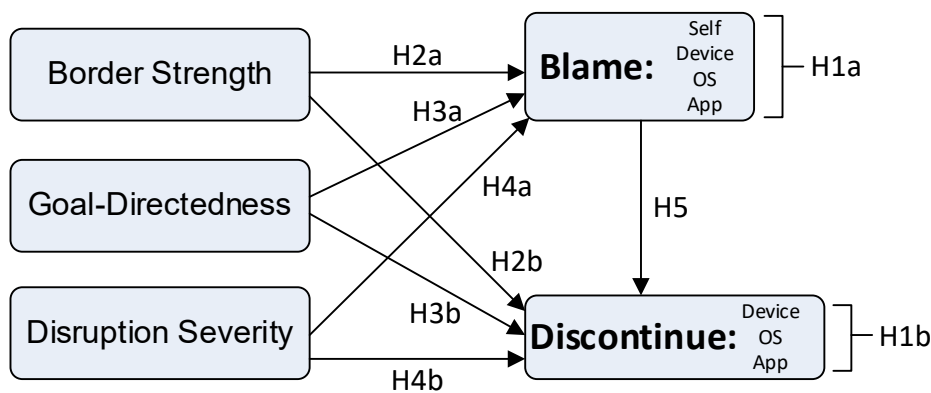 Border Strength
Goal-Directedness
Disruption Severity
H2a
H3a
H4a
H2b
H3b
H4b
Blame:
Self
Device
OS
App
H1a
H5
Discontinue:
Device
OS
App
H1b